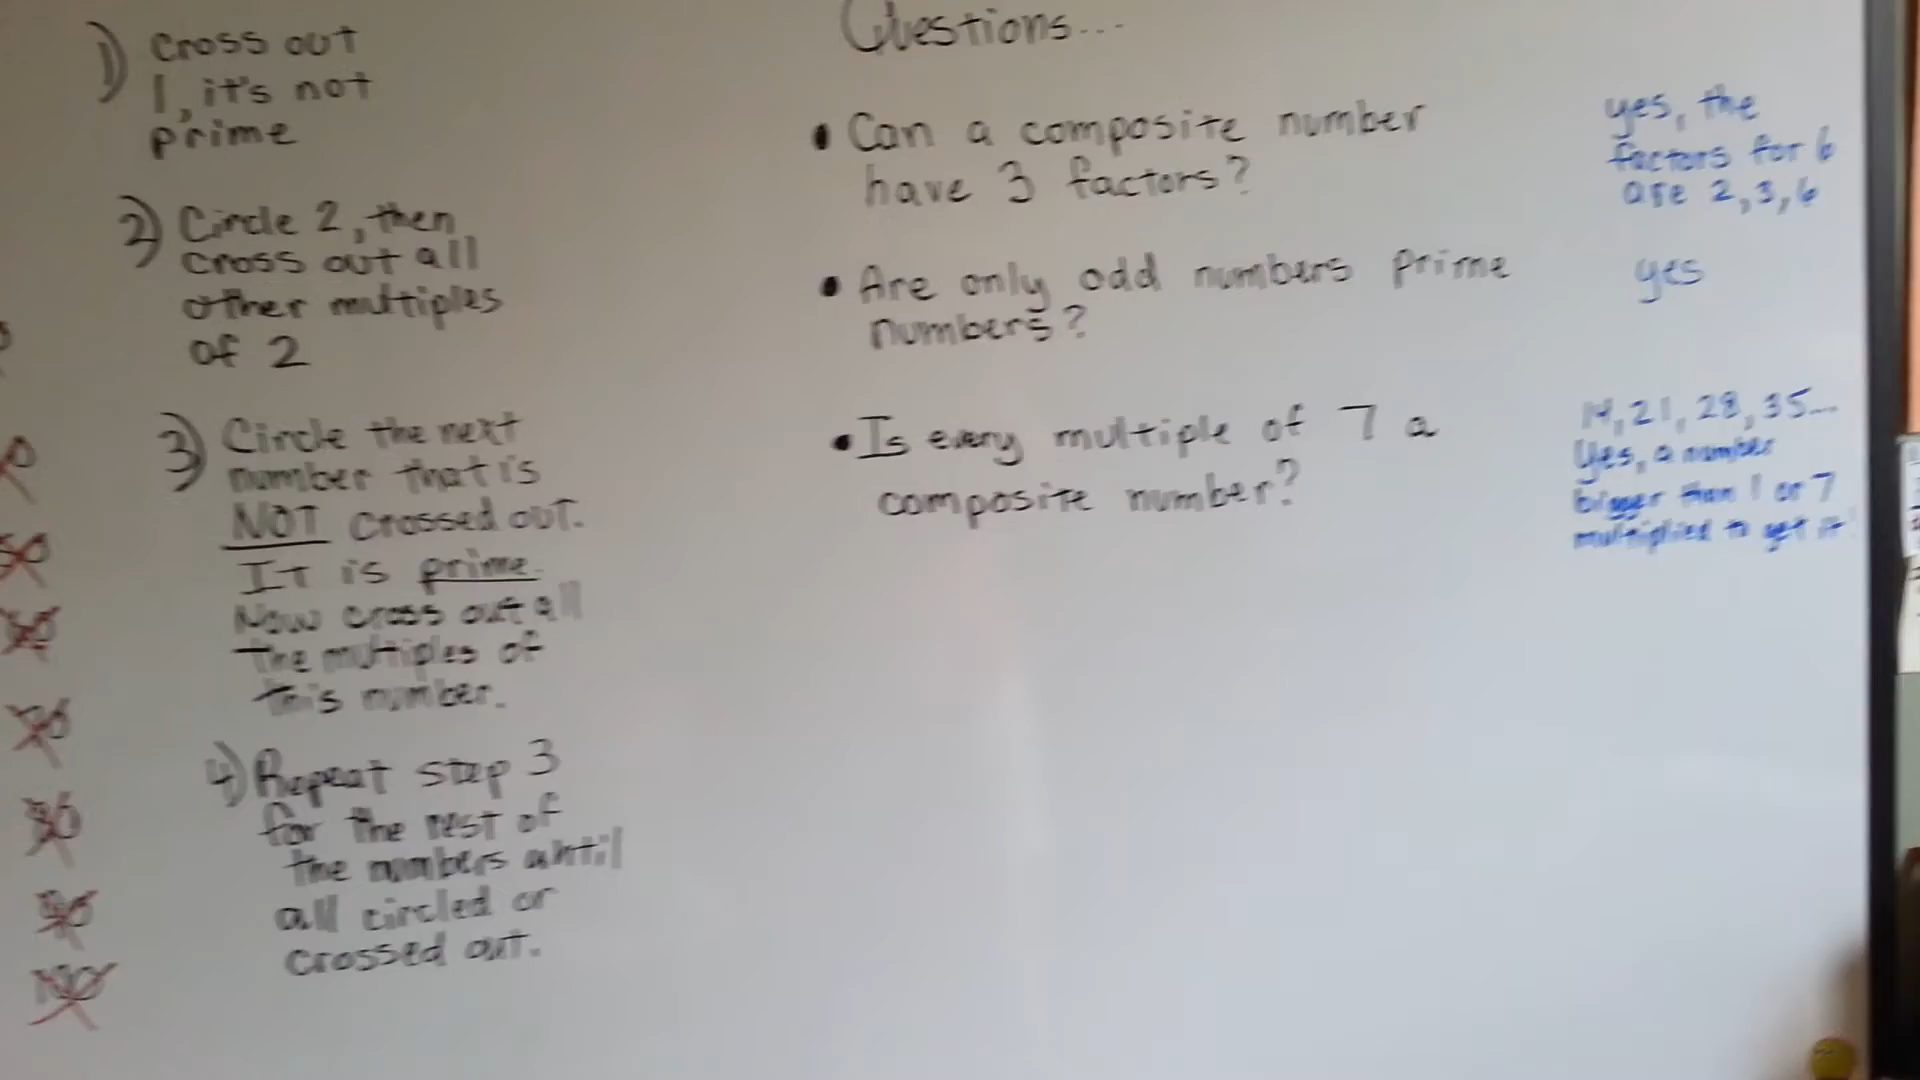 1) Cross out
1, it's not
prime
2) Circle 2, then
cross out all
other multiples
of 2
3) Circle the next
number that is
NOT crossed out.
It is prime.
Now cross out all
the multiples of
this number.
4) Repeat step 3
for the rest of
the numbers until
all circled or
crossed out.
Questions...
• Can a composite number
have 3 factors?
yes, the
factors for 6
are 2, 3, 6
• Are only odd numbers prime
numbers?
yes
• Is every multiple of 7 a
composite number?
14, 21, 28, 35...
Yes, a number
bigger than 1 or 7
multiplied to get it